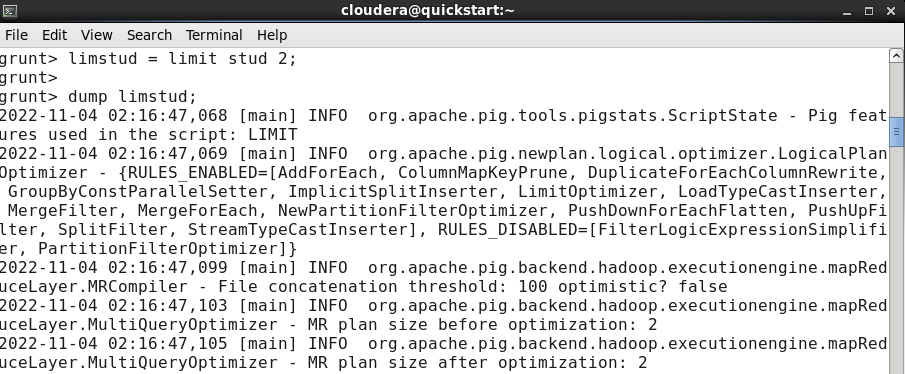 cloudera@quickstart:~
File Edit View Search Terminal Help
grunt> limstud = limit stud 2;
grunt>
grunt> dump limstud;
2022-11-04 02:16:47,068 [main] INFO  org.apache.pig.tools.pigstats.ScriptState - Pig feat
ures used in the script: LIMIT
2022-11-04 02:16:47,069 [main] INFO  org.apache.pig.newplan.logical.optimizer.LogicalPlan
Optimizer - {RULES_ENABLED=[AddForEach, ColumnMapKeyPrune, DuplicateForEachColumnRewrite,
 GroupByConstParallelSetter, ImplicitSplitInserter, LimitOptimizer, LoadTypeCastInserter,
 MergeFilter, MergeForEach, NewPartitionFilterOptimizer, PushDownForEachFlatten, PushUpFi
lter, SplitFilter, StreamTypeCastInserter], RULES_DISABLED=[FilterLogicExpressionSimplifi
er, PartitionFilterOptimizer]}
2022-11-04 02:16:47,099 [main] INFO  org.apache.pig.backend.hadoop.executionengine.mapRed
uceLayer.MRCompiler - File concatenation threshold: 100 optimistic? false
2022-11-04 02:16:47,103 [main] INFO  org.apache.pig.backend.hadoop.executionengine.mapRed
uceLayer.MultiQueryOptimizer - MR plan size before optimization: 2
2022-11-04 02:16:47,105 [main] INFO  org.apache.pig.backend.hadoop.executionengine.mapRed
uceLayer.MultiQueryOptimizer - MR plan size after optimization: 2